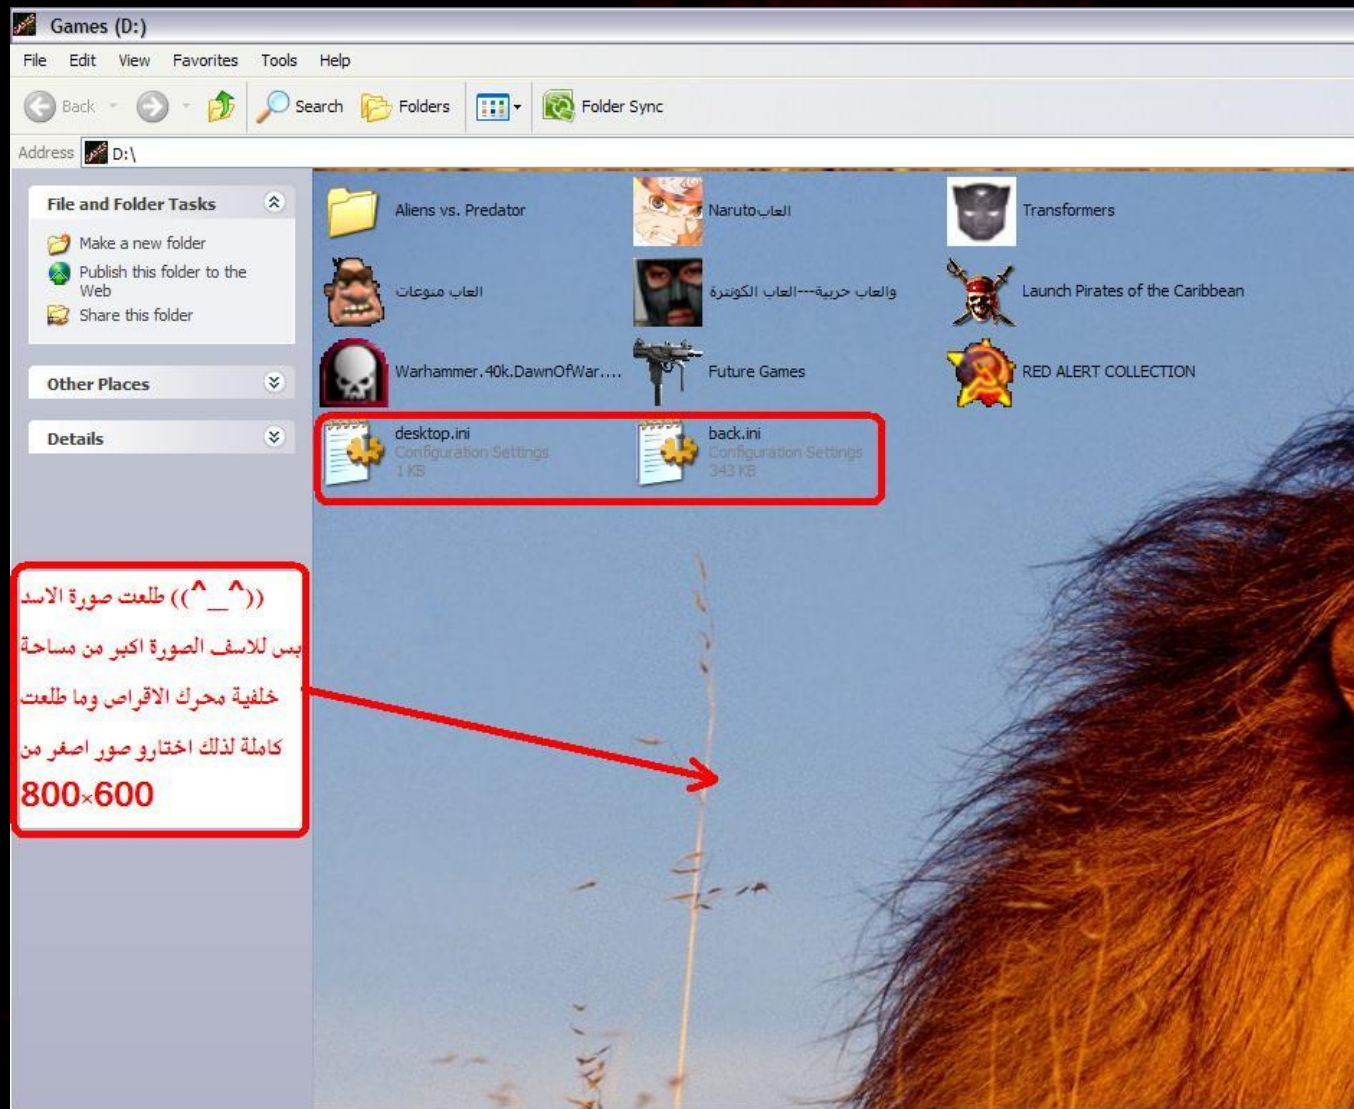 Games (D:)
File Edit View Favorites Tools Help
Back Search Folders Folder Sync
Address D:\
File and Folder Tasks
Make a new folder
Publish this folder to the
Web
Share this folder
Other Places
Details
Aliens vs. Predator
العابNaruto
Transformers
العاب منوعات
والعاب حربية---العاب الكونترة
Launch Pirates of the Caribbean
Warhammer.40k.DawnOfWar....
Future Games
RED ALERT COLLECTION
desktop.ini
Configuration Settings
1 KB
back.ini
Configuration Settings
343 KB
((^__^)) طلعت صورة الاسد
بس للاسف الصورة اكبر من مساحة
خلفية محرك الاقراص وما طلعت
كاملة لذلك اختارو صور اصغر من
800×600